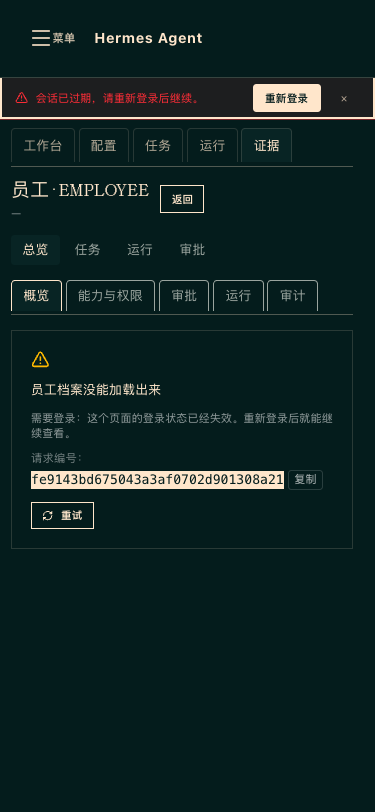 菜单 Hermes Agent
会话已过期，请重新登录后继续。 重新登录 ×
工作台 配置 任务 运行 证据
员工·EMPLOYEE 返回
—
总览 任务 运行 审批
概览 能力与权限 审批 运行 审计
员工档案没能加载出来
需要登录：这个页面的登录状态已经失效。重新登录后就能继
续查看。
请求编号：
fe9143bd675043a3af0702d901308a21 复制
重试